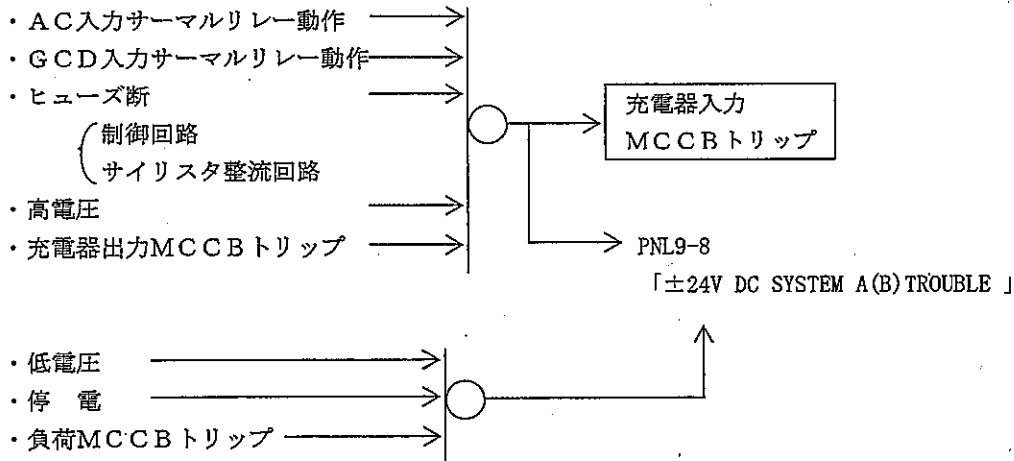 ・ＡＣ入力サーマルリレー動作
・ＧＣＤ入力サーマルリレー動作
・ヒューズ断
制御回路
サイリスタ整流回路
・高電圧
・充電器出力ＭＣＣＢトリップ
充電器入力
ＭＣＣＢトリップ
PNL9-8
「±24V DC SYSTEM A(B)TROUBLE 」
・低電圧
・停　電
・負荷ＭＣＣＢトリップ